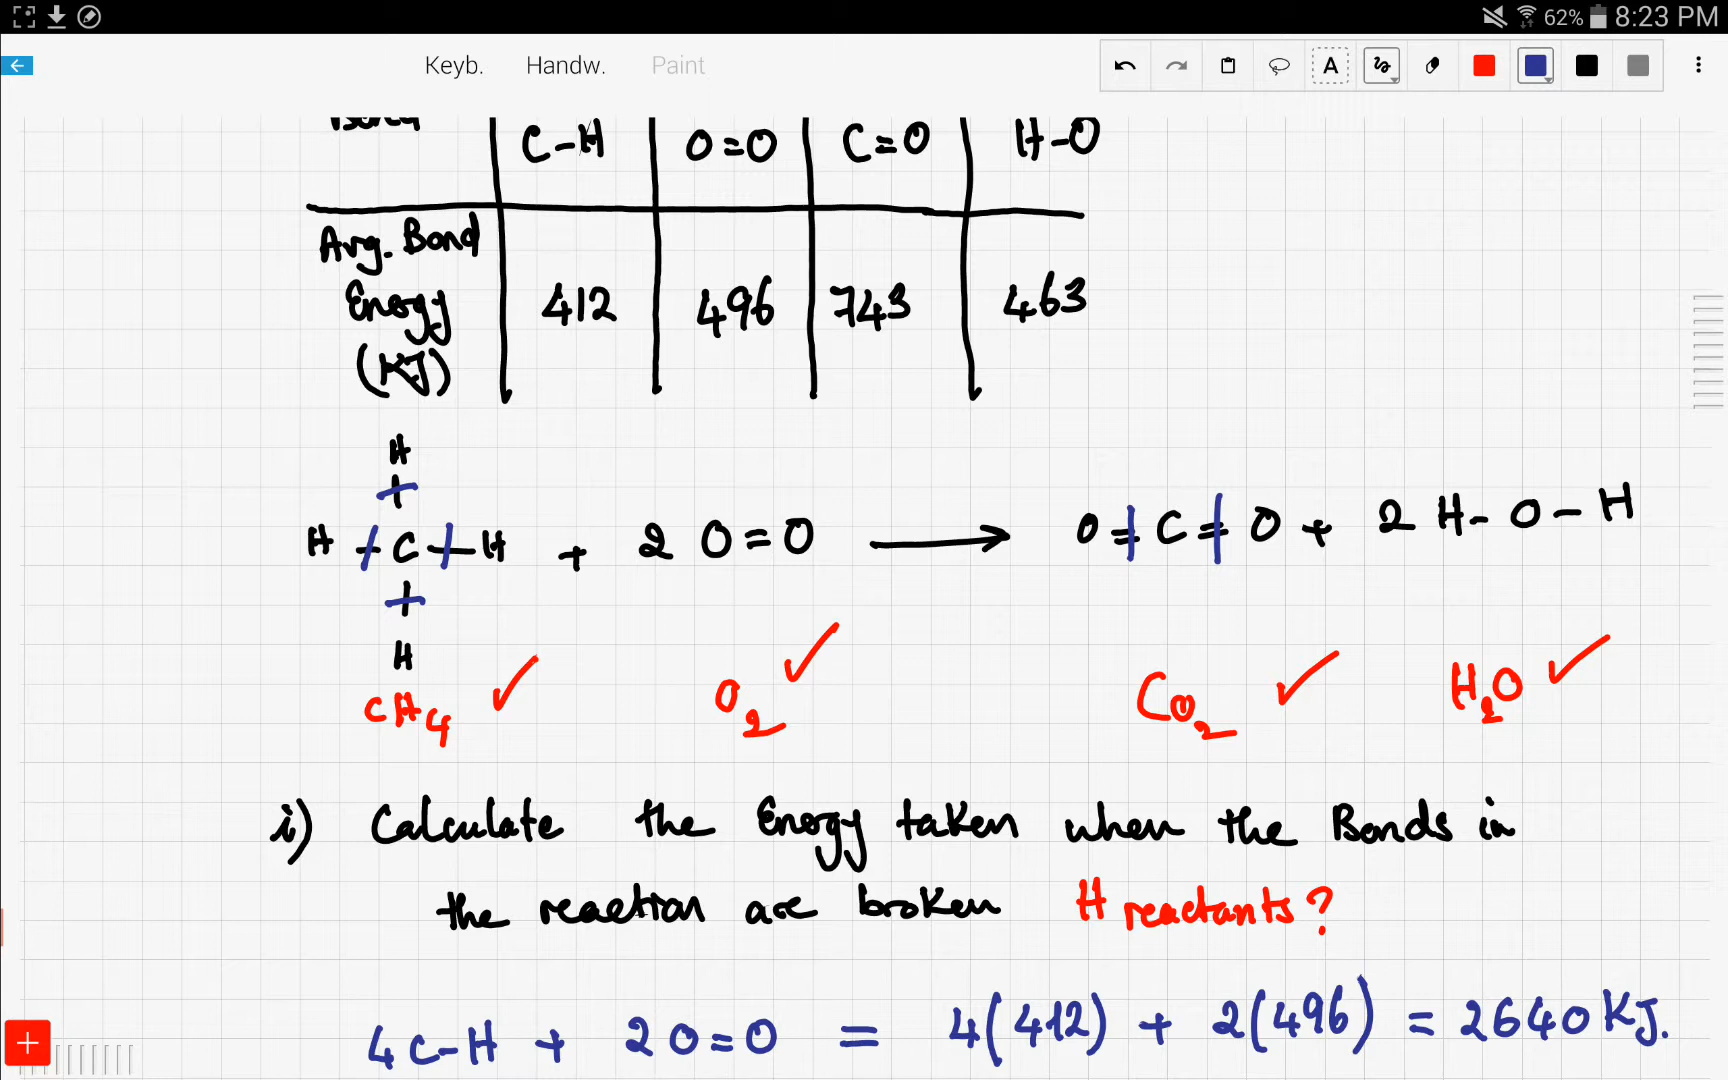 62% 8:23 PM
Keyb. Handw. Paint
A
Bond C-H O=O C=O H-O
Avg. Bond
Energy 412 496 743 463
(KJ)
H
H - C - H + 2 O=O → O=C=O + 2 H-O-H
H
CH4 ✓ O2 ✓ CO2 ✓ H2O ✓
i) Calculate the Energy taken when the Bonds in
the reaction are broken H reactants?
4 C-H + 2 O=O = 4(412) + 2(496) = 2640 KJ.